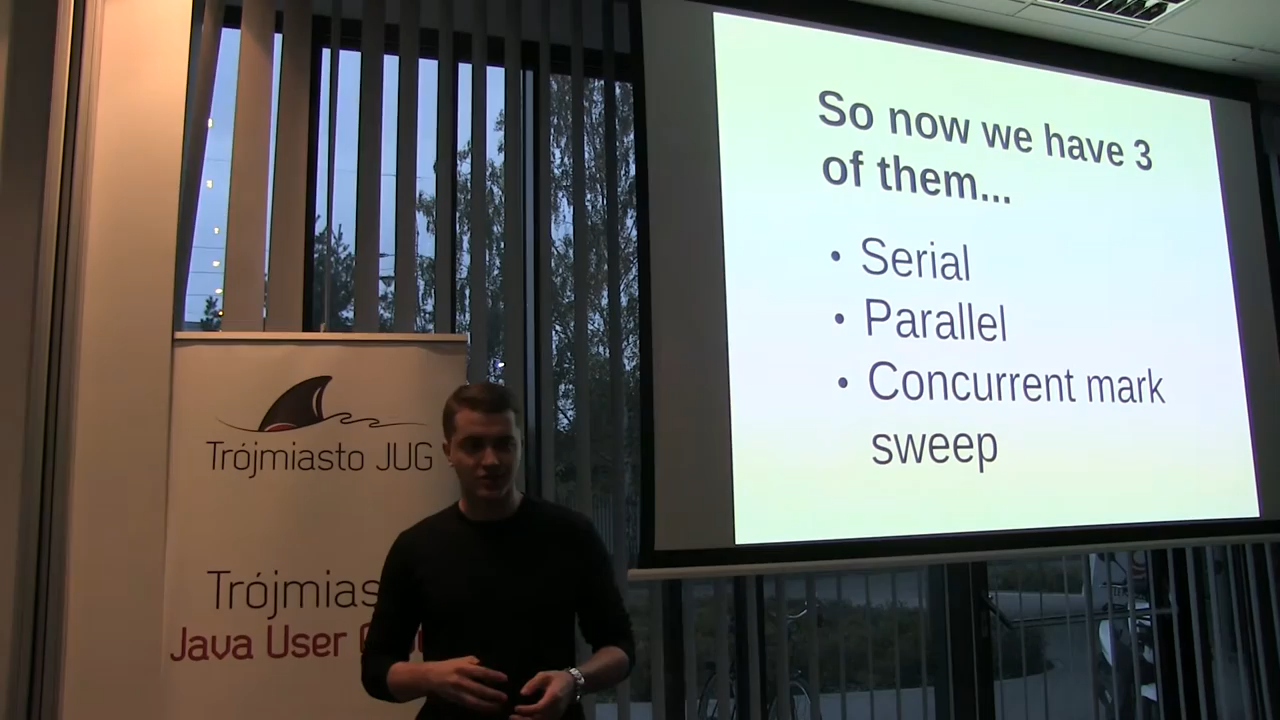 So now we have 3
of them...
• Serial
• Parallel
• Concurrent mark
sweep
Trójmiasto JUG
Trójmias
Java User